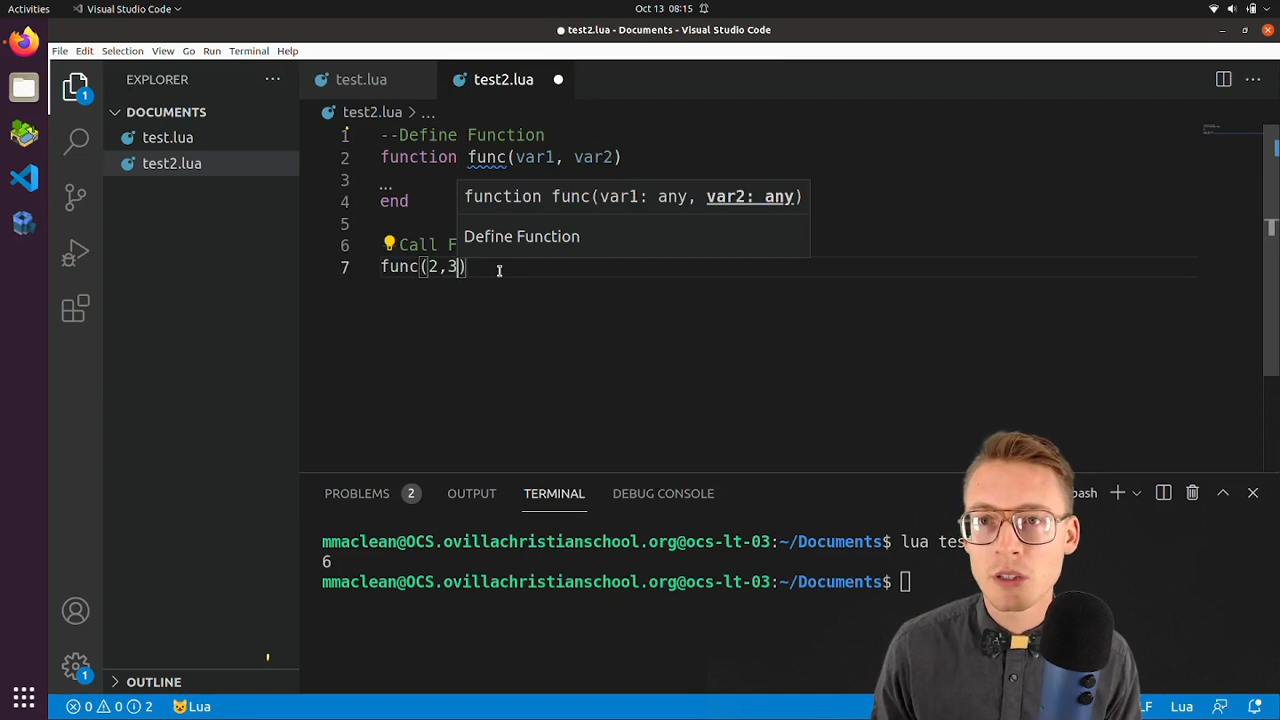 Activities
Visual Studio Code
Oct 13 08:15
test2.lua - Documents - Visual Studio Code
File Edit Selection View Go Run Terminal Help
EXPLORER
DOCUMENTS
test.lua
test2.lua
OUTLINE
1
1
test.lua
test2.lua
test2.lua > ...
1 --Define Function
2 function func(var1, var2)
3 ...
4 end
5
6 Call F
7 func(2,3)
function func(var1: any, var2: any)
Define Function
PROBLEMS 2 OUTPUT TERMINAL DEBUG CONSOLE
bash
mmaclean@OCS.ovillachristianschool.org@ocs-lt-03:~/Documents$ lua tes
6
mmaclean@OCS.ovillachristianschool.org@ocs-lt-03:~/Documents$
0 0 2 Lua
LF Lua